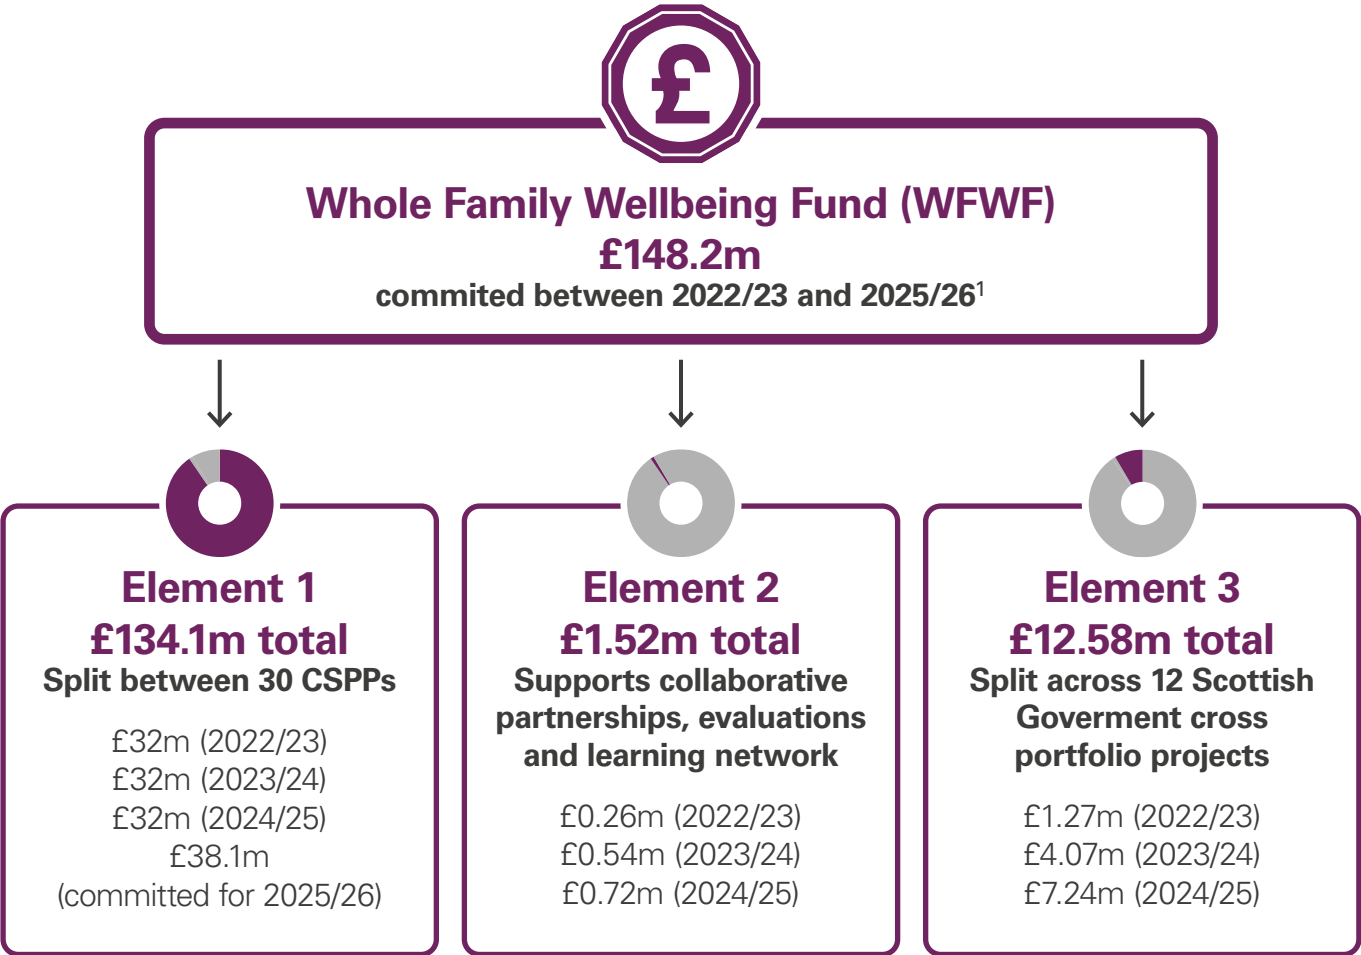 £
Whole Family Wellbeing Fund (WFWF)
£148.2m
commited between 2022/23 and 2025/26¹
Element 1
£134.1m total
Split between 30 CSPPs
£32m (2022/23)
£32m (2023/24)
£32m (2024/25)
£38.1m
(committed for 2025/26)
Element 2
£1.52m total
Supports collaborative
partnerships, evaluations
and learning network
£0.26m (2022/23)
£0.54m (2023/24)
£0.72m (2024/25)
Element 3
£12.58m total
Split across 12 Scottish
Goverment cross
portfolio projects
£1.27m (2022/23)
£4.07m (2023/24)
£7.24m (2024/25)